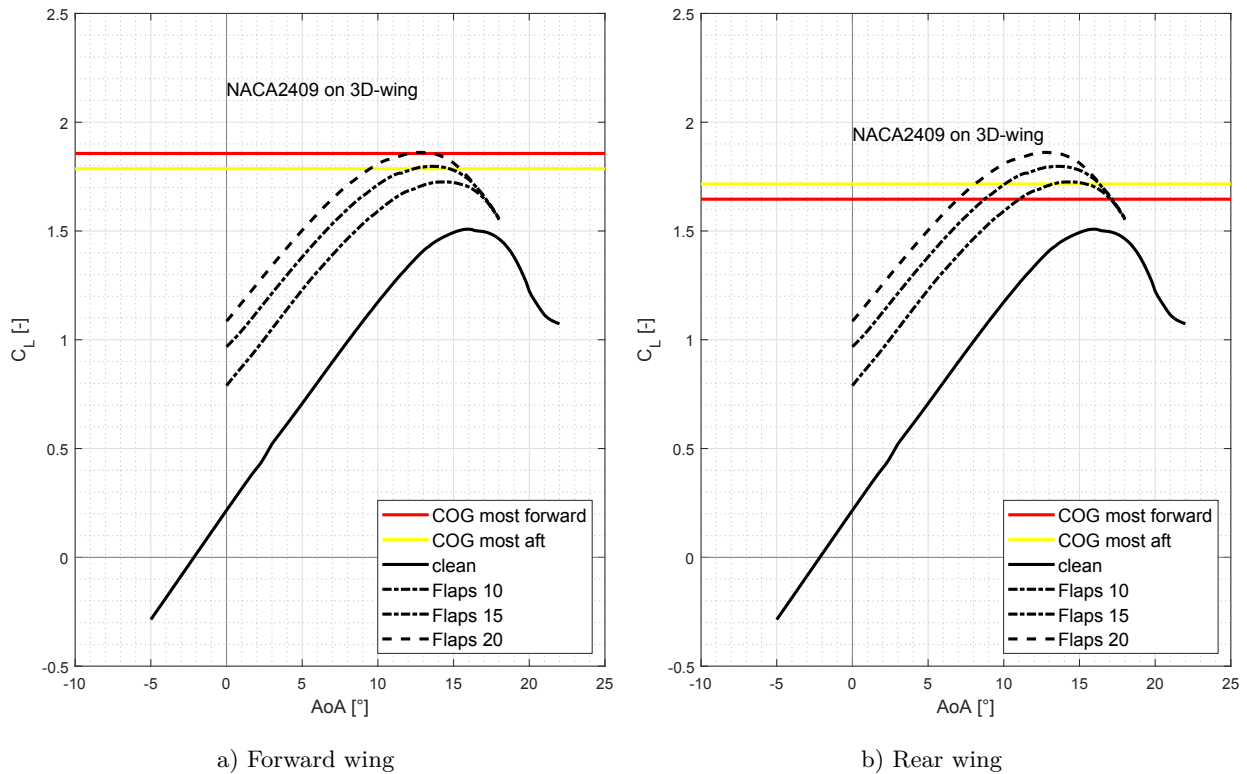 2.5
2
1.5
1
0.5
0
-0.5
-10
-5
0
5
10
15
20
25
C_L [-]
AoA [°]
NACA2409 on 3D-wing
COG most forward
COG most aft
clean
Flaps 10
Flaps 15
Flaps 20
a) Forward wing
2.5
2
1.5
1
0.5
0
-0.5
-10
-5
0
5
10
15
20
25
C_L [-]
AoA [°]
NACA2409 on 3D-wing
COG most forward
COG most aft
clean
Flaps 10
Flaps 15
Flaps 20
b) Rear wing